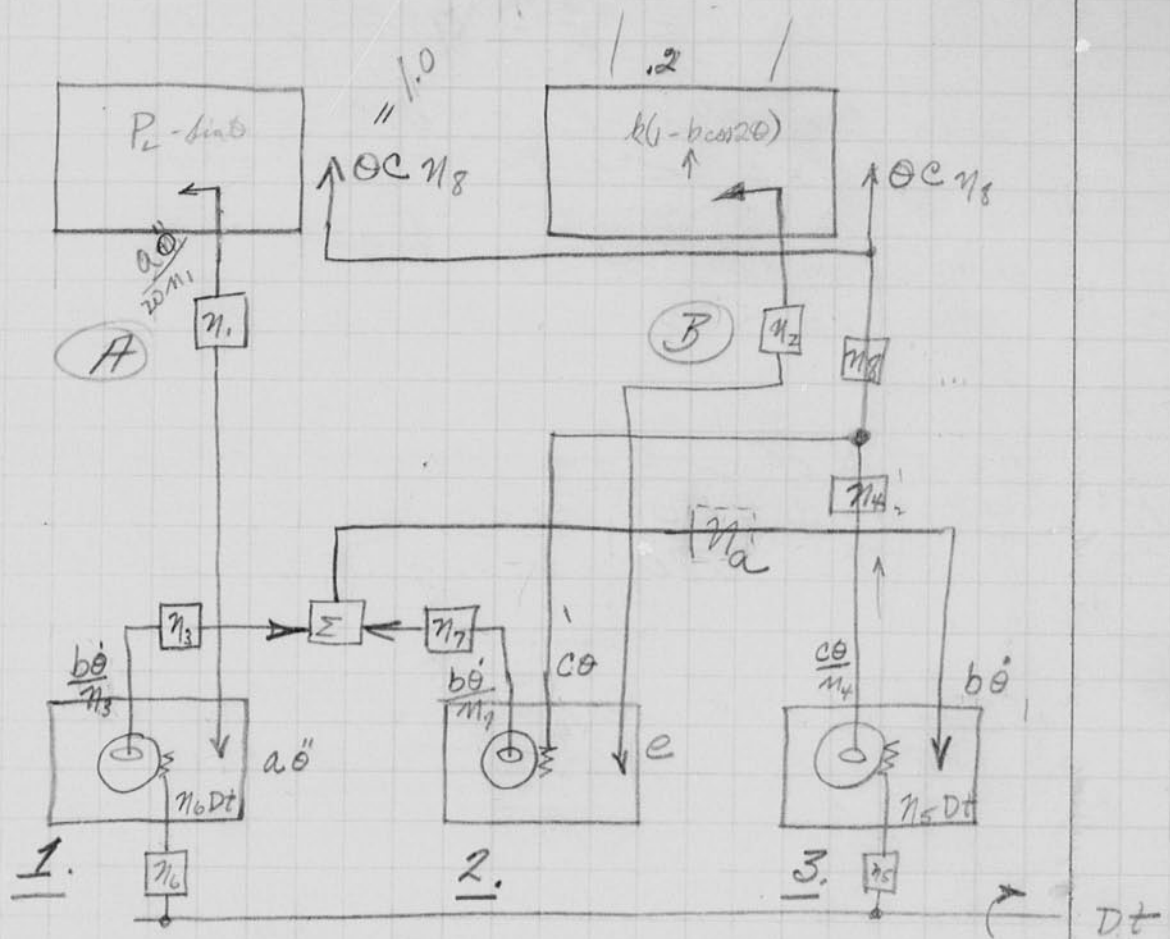 " 1.0
.2
P_L - sinθ
k(1-b cos2θ)
θC n8
θC n8
aθ̈/20n1
n1
A
B
n2
n8
n4
na
n3
Σ
n7
bθ̇/n3
bθ̇/n7
cθ
cθ/n4
bθ̇
aθ̈
e
n6Dt
n5Dt
1.
n6
2.
3.
n5
Dt